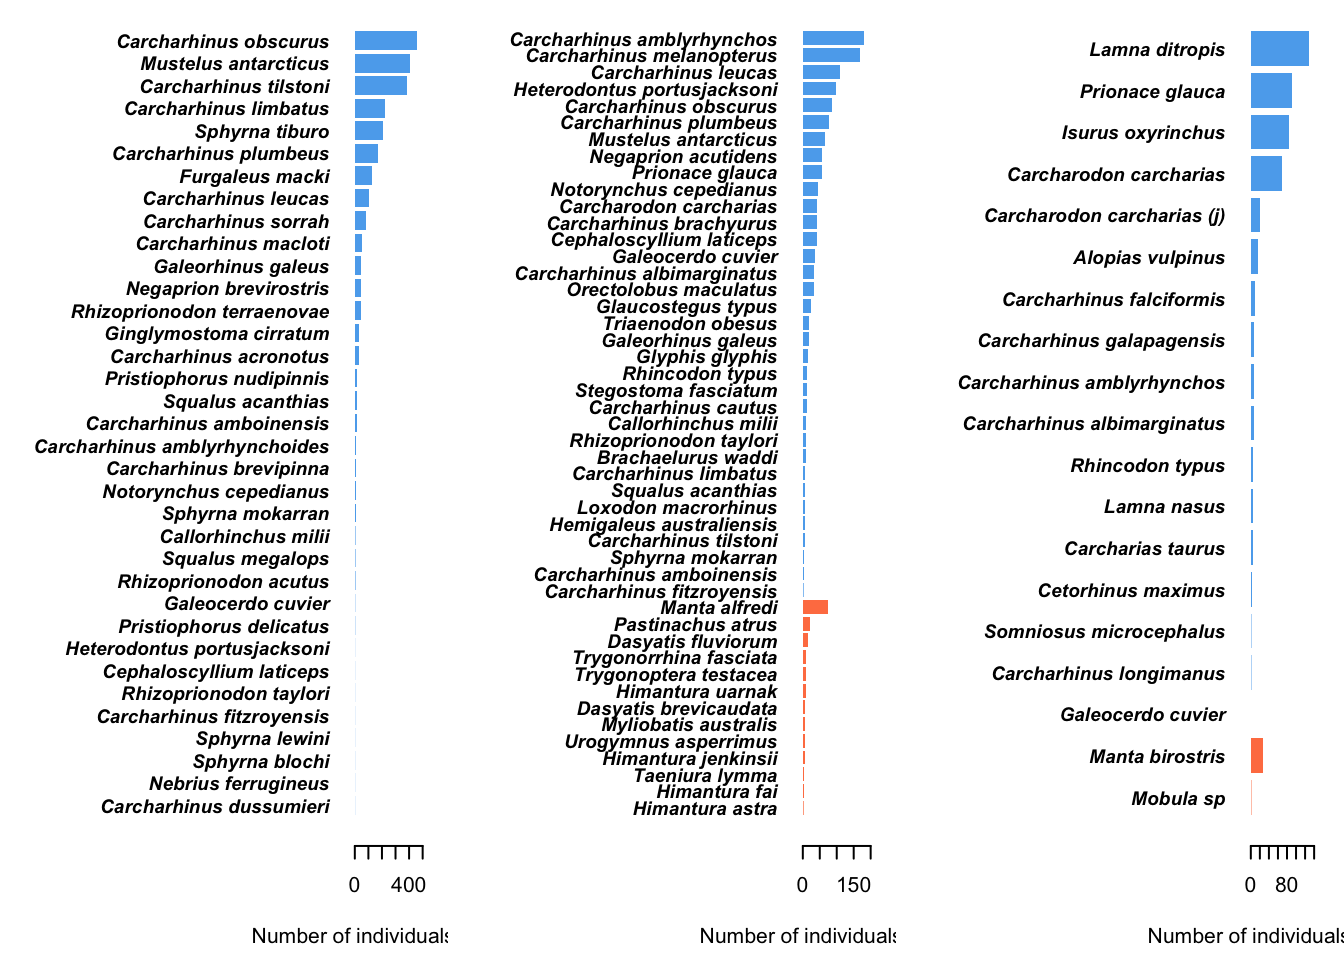 Carcharhinus obscurus
Mustelus antarcticus
Carcharhinus tilstoni
Carcharhinus limbatus
Sphyrna tiburo
Carcharhinus plumbeus
Furgaleus macki
Carcharhinus leucas
Carcharhinus sorrah
Carcharhinus macloti
Galeorhinus galeus
Negaprion brevirostris
Rhizoprionodon terraenovae
Ginglymostoma cirratum
Carcharhinus acronotus
Pristiophorus nudipinnis
Squalus acanthias
Carcharhinus amboinensis
Carcharhinus amblyrhynchoides
Carcharhinus brevipinna
Notorynchus cepedianus
Sphyrna mokarran
Callorhinchus milii
Squalus megalops
Rhizoprionodon acutus
Galeocerdo cuvier
Pristiophorus delicatus
Heterodontus portusjacksoni
Cephaloscyllium laticeps
Rhizoprionodon taylori
Carcharhinus fitzroyensis
Sphyrna lewini
Sphyrna blochi
Nebrius ferrugineus
Carcharhinus dussumieri
0 400
Number of individuals
Carcharhinus amblyrhynchos
Carcharhinus melanopterus
Carcharhinus leucas
Heterodontus portusjacksoni
Carcharhinus obscurus
Carcharhinus plumbeus
Mustelus antarcticus
Negaprion acutidens
Prionace glauca
Notorynchus cepedianus
Carcharodon carcharias
Carcharhinus brachyurus
Cephaloscyllium laticeps
Galeocerdo cuvier
Carcharhinus albimarginatus
Orectolobus maculatus
Glaucostegus typus
Triaenodon obesus
Galeorhinus galeus
Glyphis glyphis
Rhincodon typus
Stegostoma fasciatum
Carcharhinus cautus
Callorhinchus milii
Rhizoprionodon taylori
Brachaelurus waddi
Carcharhinus limbatus
Squalus acanthias
Loxodon macrorhinus
Hemigaleus australiensis
Carcharhinus tilstoni
Sphyrna mokarran
Carcharhinus amboinensis
Carcharhinus fitzroyensis
Manta alfredi
Pastinachus atrus
Dasyatis fluviorum
Trygonorrhina fasciata
Trygonoptera testacea
Himantura uarnak
Dasyatis brevicaudata
Myliobatis australis
Urogymnus asperrimus
Himantura jenkinsii
Taeniura lymma
Himantura fai
Himantura astra
0 150
Number of individuals
Lamna ditropis
Prionace glauca
Isurus oxyrinchus
Carcharodon carcharias
Carcharodon carcharias (j)
Alopias vulpinus
Carcharhinus falciformis
Carcharhinus galapagensis
Carcharhinus amblyrhynchos
Carcharhinus albimarginatus
Rhincodon typus
Lamna nasus
Carcharias taurus
Cetorhinus maximus
Somniosus microcephalus
Carcharhinus longimanus
Galeocerdo cuvier
Manta birostris
Mobula sp
0 80
Number of individuals